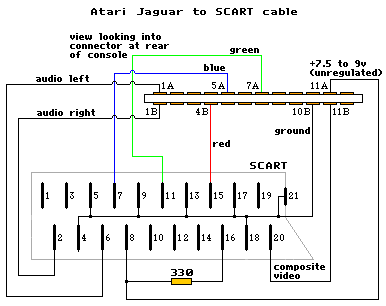 Atari Jaguar to SCART cable
view looking into
connector at rear
of console
green
+7.5 to 9v
(unregulated)
blue
audio left
1A
5A
7A
11A
audio right
1B
4B
10B
11B
ground
red
SCART
1
3
5
7
9
11
13
15
17
19
21
2
4
6
8
10
12
14
16
18
20
composite
video
330